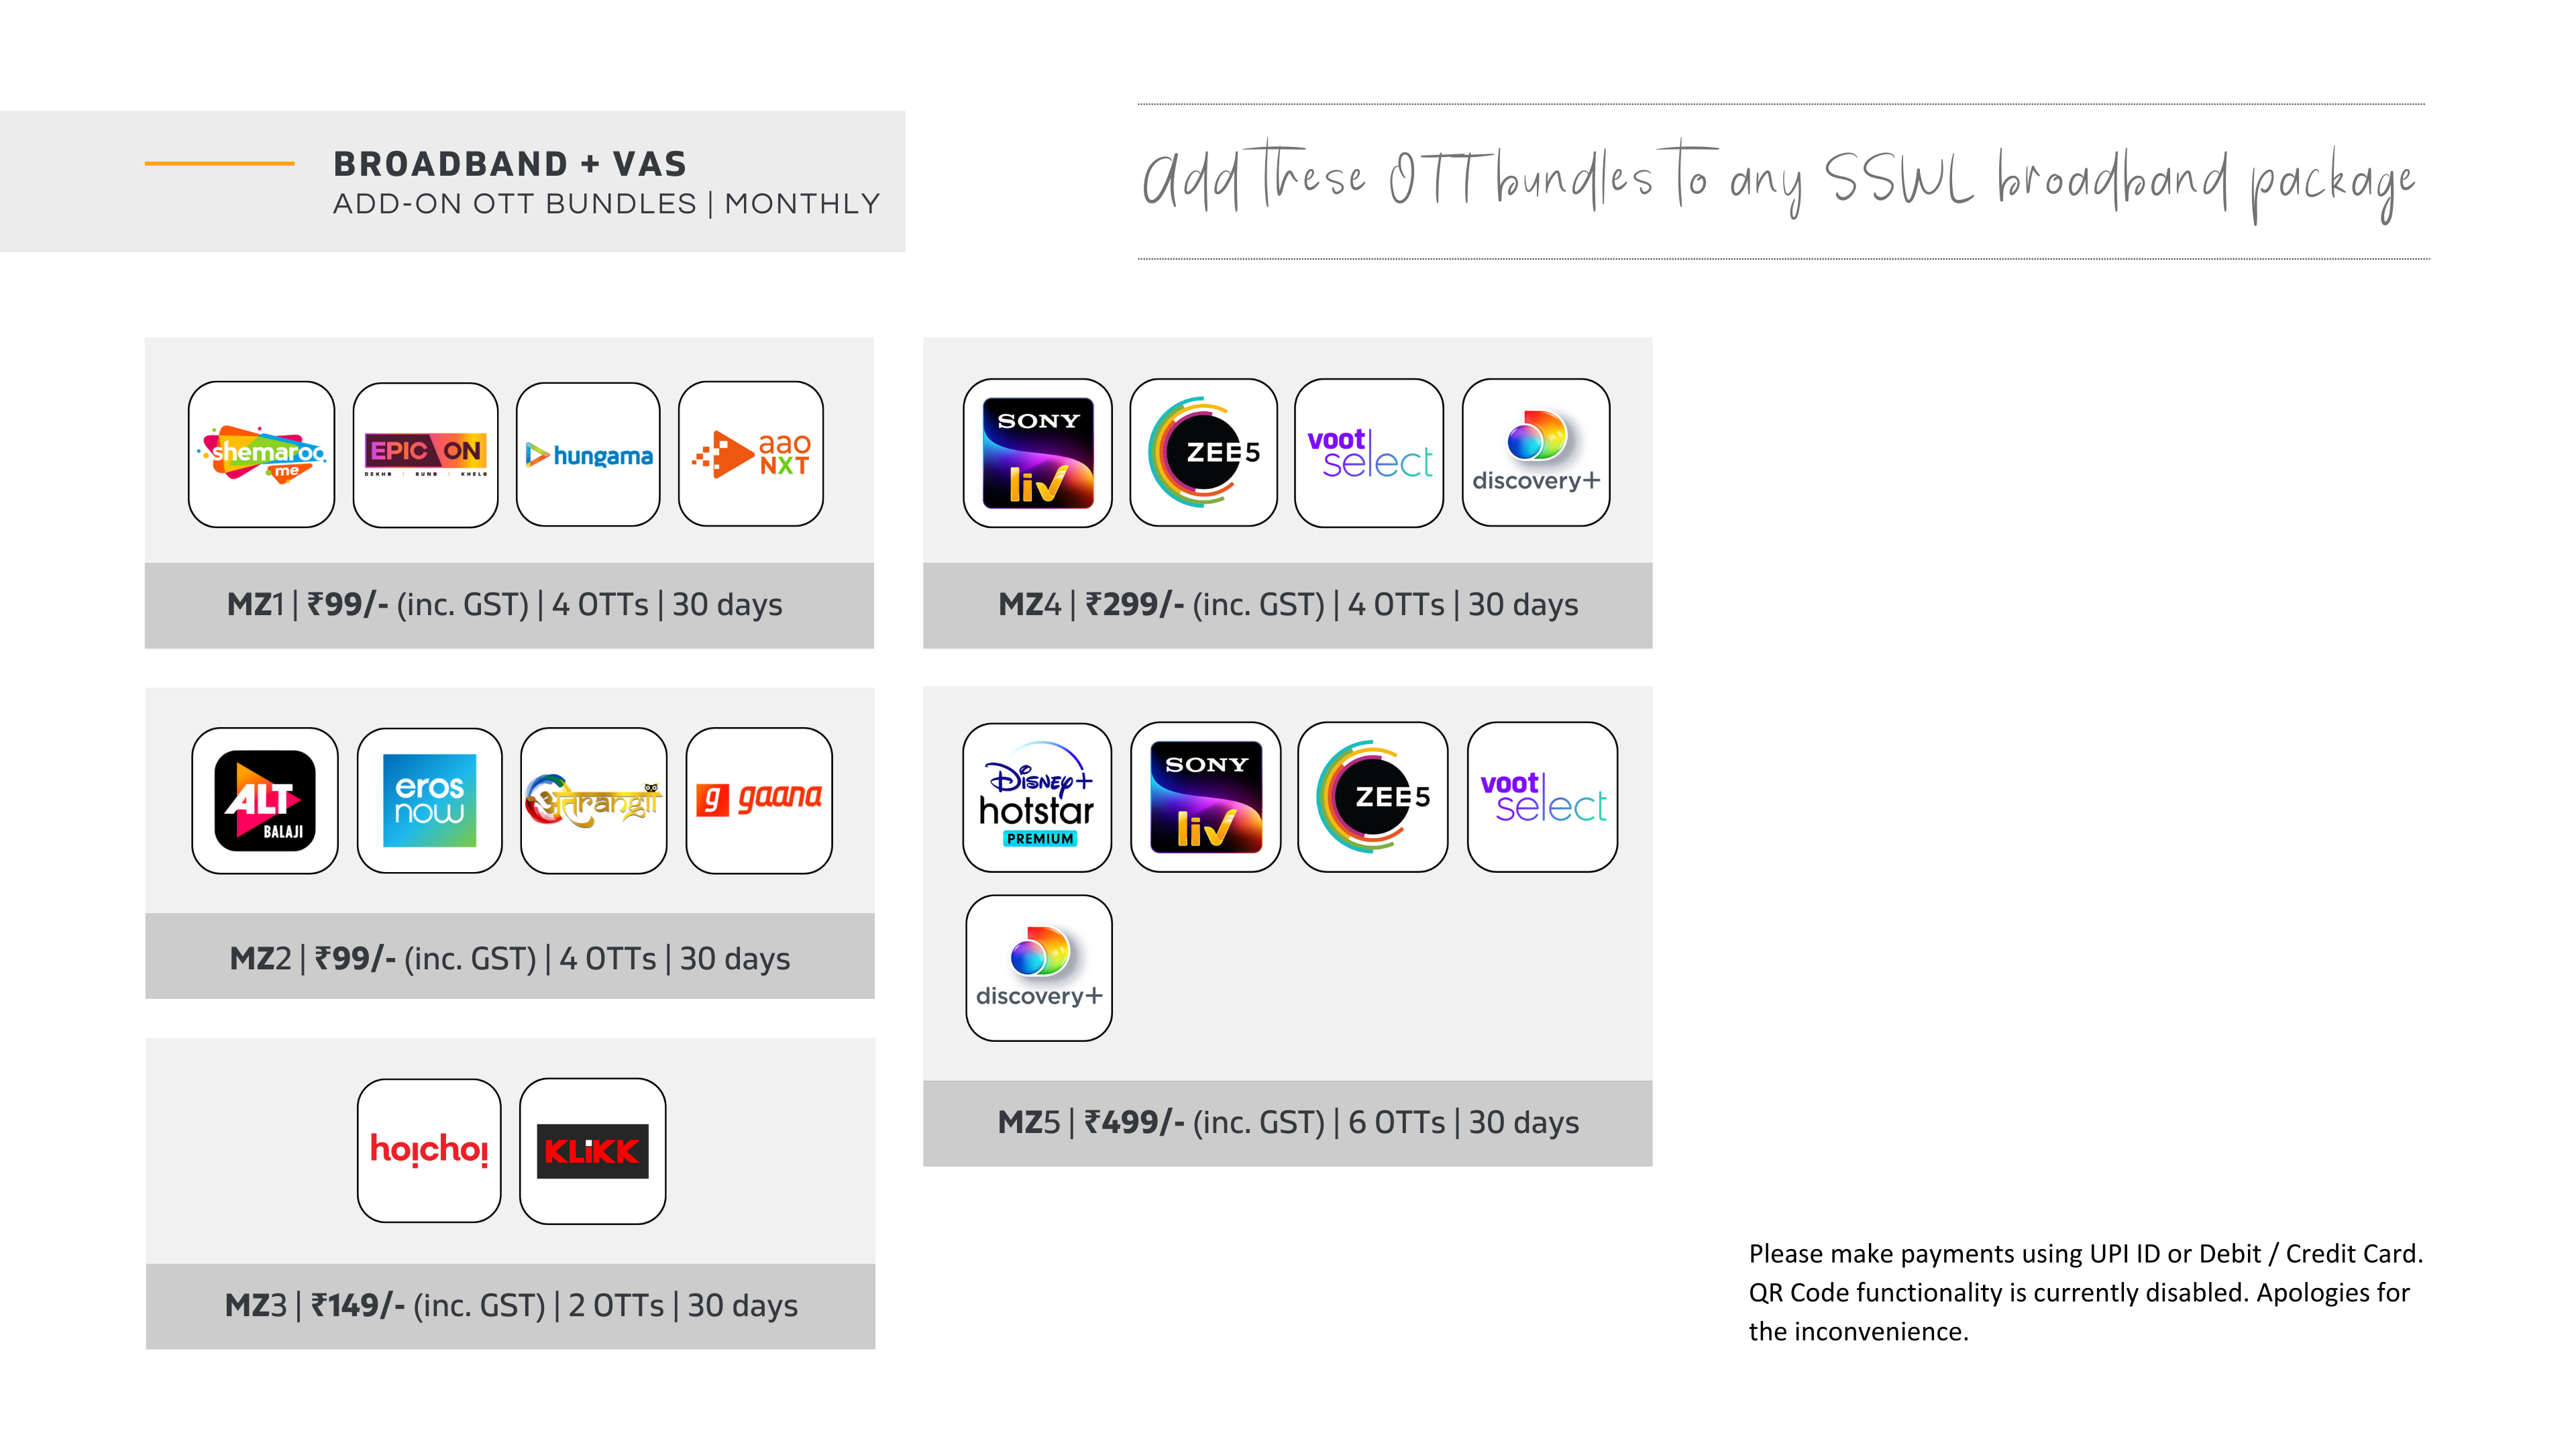 BROADBAND + VAS
ADD-ON OTT BUNDLES | MONTHLY
Add These OTT bundles To any SSWL broadband package
shemaroo
me
EPIC ON
DEKHO | SUNO | KHELO
hungama
aao
NXT
MZ1 | ₹99/- (inc. GST) | 4 OTTs | 30 days
SONY
liv
ZEE5
voot
select
discovery+
MZ4 | ₹299/- (inc. GST) | 4 OTTs | 30 days
ALT
BALAJI
eros
now
अतरंगी
g gaana
MZ2 | ₹99/- (inc. GST) | 4 OTTs | 30 days
Disney+
hotstar
PREMIUM
SONY
liv
ZEE5
voot
select
discovery+
MZ5 | ₹499/- (inc. GST) | 6 OTTs | 30 days
hoichoi
KLiKK
MZ3 | ₹149/- (inc. GST) | 2 OTTs | 30 days
Please make payments using UPI ID or Debit / Credit Card.
QR Code functionality is currently disabled. Apologies for
the inconvenience.